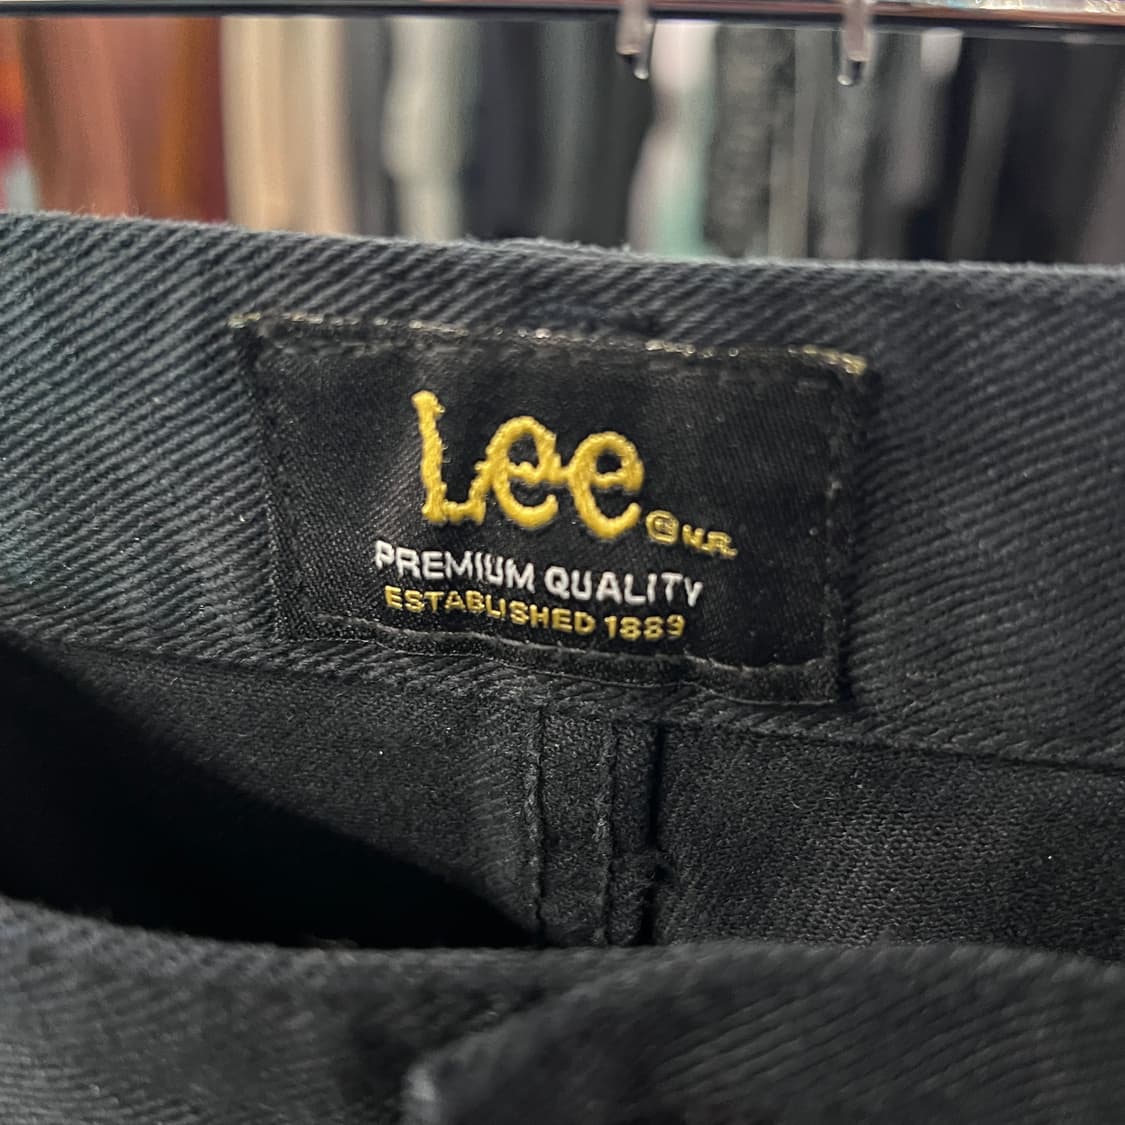 Lee ® M.R.
PREMIUM QUALITY
ESTABLISHED 1889